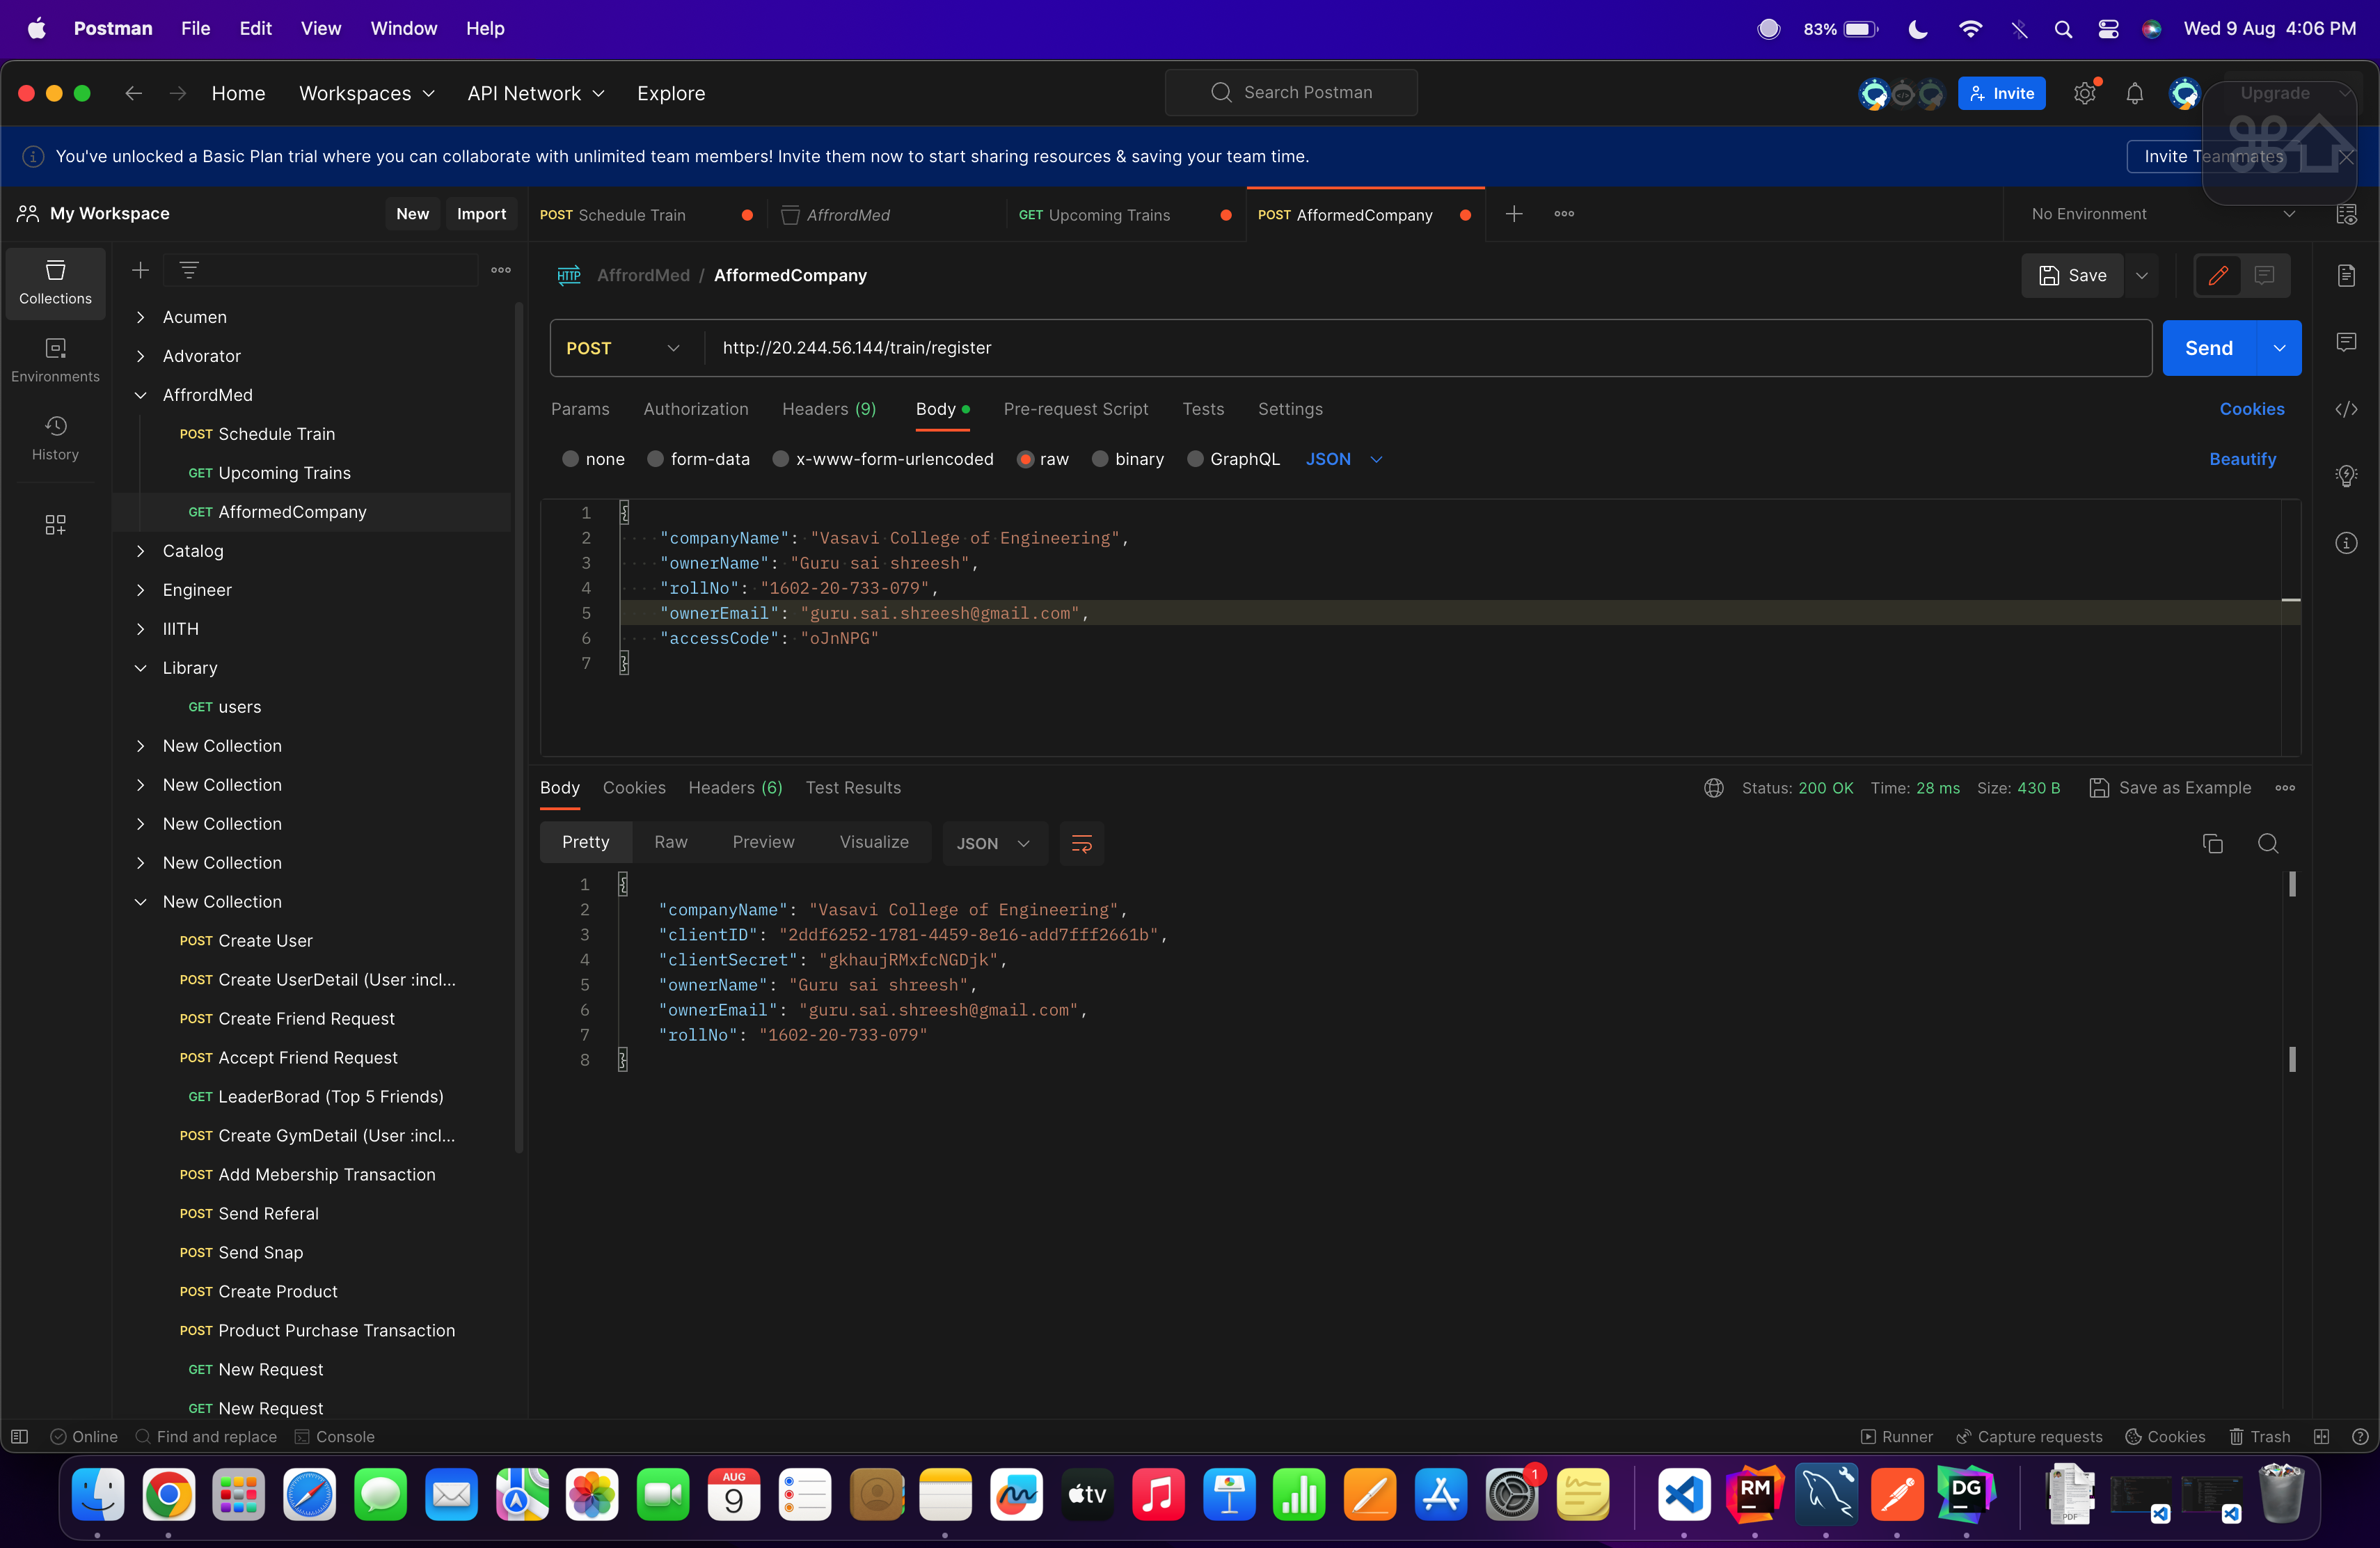 Postman File Edit View Window Help 83% Wed 9 Aug 4:06 PM
Home Workspaces API Network Explore Search Postman Invite Upgrade
You've unlocked a Basic Plan trial where you can collaborate with unlimited team members! Invite them now to start sharing resources & saving your team time. Invite Teammates
My Workspace New Import POST Schedule Train AffrordMed GET Upcoming Trains POST AfformedCompany No Environment
Collections
Environments
History
Acumen
Advorator
AffrordMed
POST Schedule Train
GET Upcoming Trains
GET AfformedCompany
Catalog
Engineer
IIITH
Library
GET users
New Collection
New Collection
New Collection
New Collection
New Collection
POST Create User
POST Create UserDetail (User :incl...
POST Create Friend Request
POST Accept Friend Request
GET LeaderBorad (Top 5 Friends)
POST Create GymDetail (User :incl...
POST Add Mebership Transaction
POST Send Referal
POST Send Snap
POST Create Product
POST Product Purchase Transaction
GET New Request
GET New Request
HTTP AffrordMed / AfformedCompany Save
POST http://20.244.56.144/train/register Send
Params Authorization Headers (9) Body Pre-request Script Tests Settings Cookies
none form-data x-www-form-urlencoded raw binary GraphQL JSON Beautify
1 {
2 "companyName": "Vasavi College of Engineering",
3 "ownerName": "Guru sai shreesh",
4 "rollNo": "1602-20-733-079",
5 "ownerEmail": "guru.sai.shreesh@gmail.com",
6 "accessCode": "oJnNPG"
7 }
Body Cookies Headers (6) Test Results Status: 200 OK Time: 28 ms Size: 430 B Save as Example
Pretty Raw Preview Visualize JSON
1 {
2 "companyName": "Vasavi College of Engineering",
3 "clientID": "2ddf6252-1781-4459-8e16-add7fff2661b",
4 "clientSecret": "gkhaujRMxfcNGDjk",
5 "ownerName": "Guru sai shreesh",
6 "ownerEmail": "guru.sai.shreesh@gmail.com",
7 "rollNo": "1602-20-733-079"
8 }
Online Find and replace Console Runner Capture requests Cookies Trash
AUG
9
tv
1
RM
DG
PDF